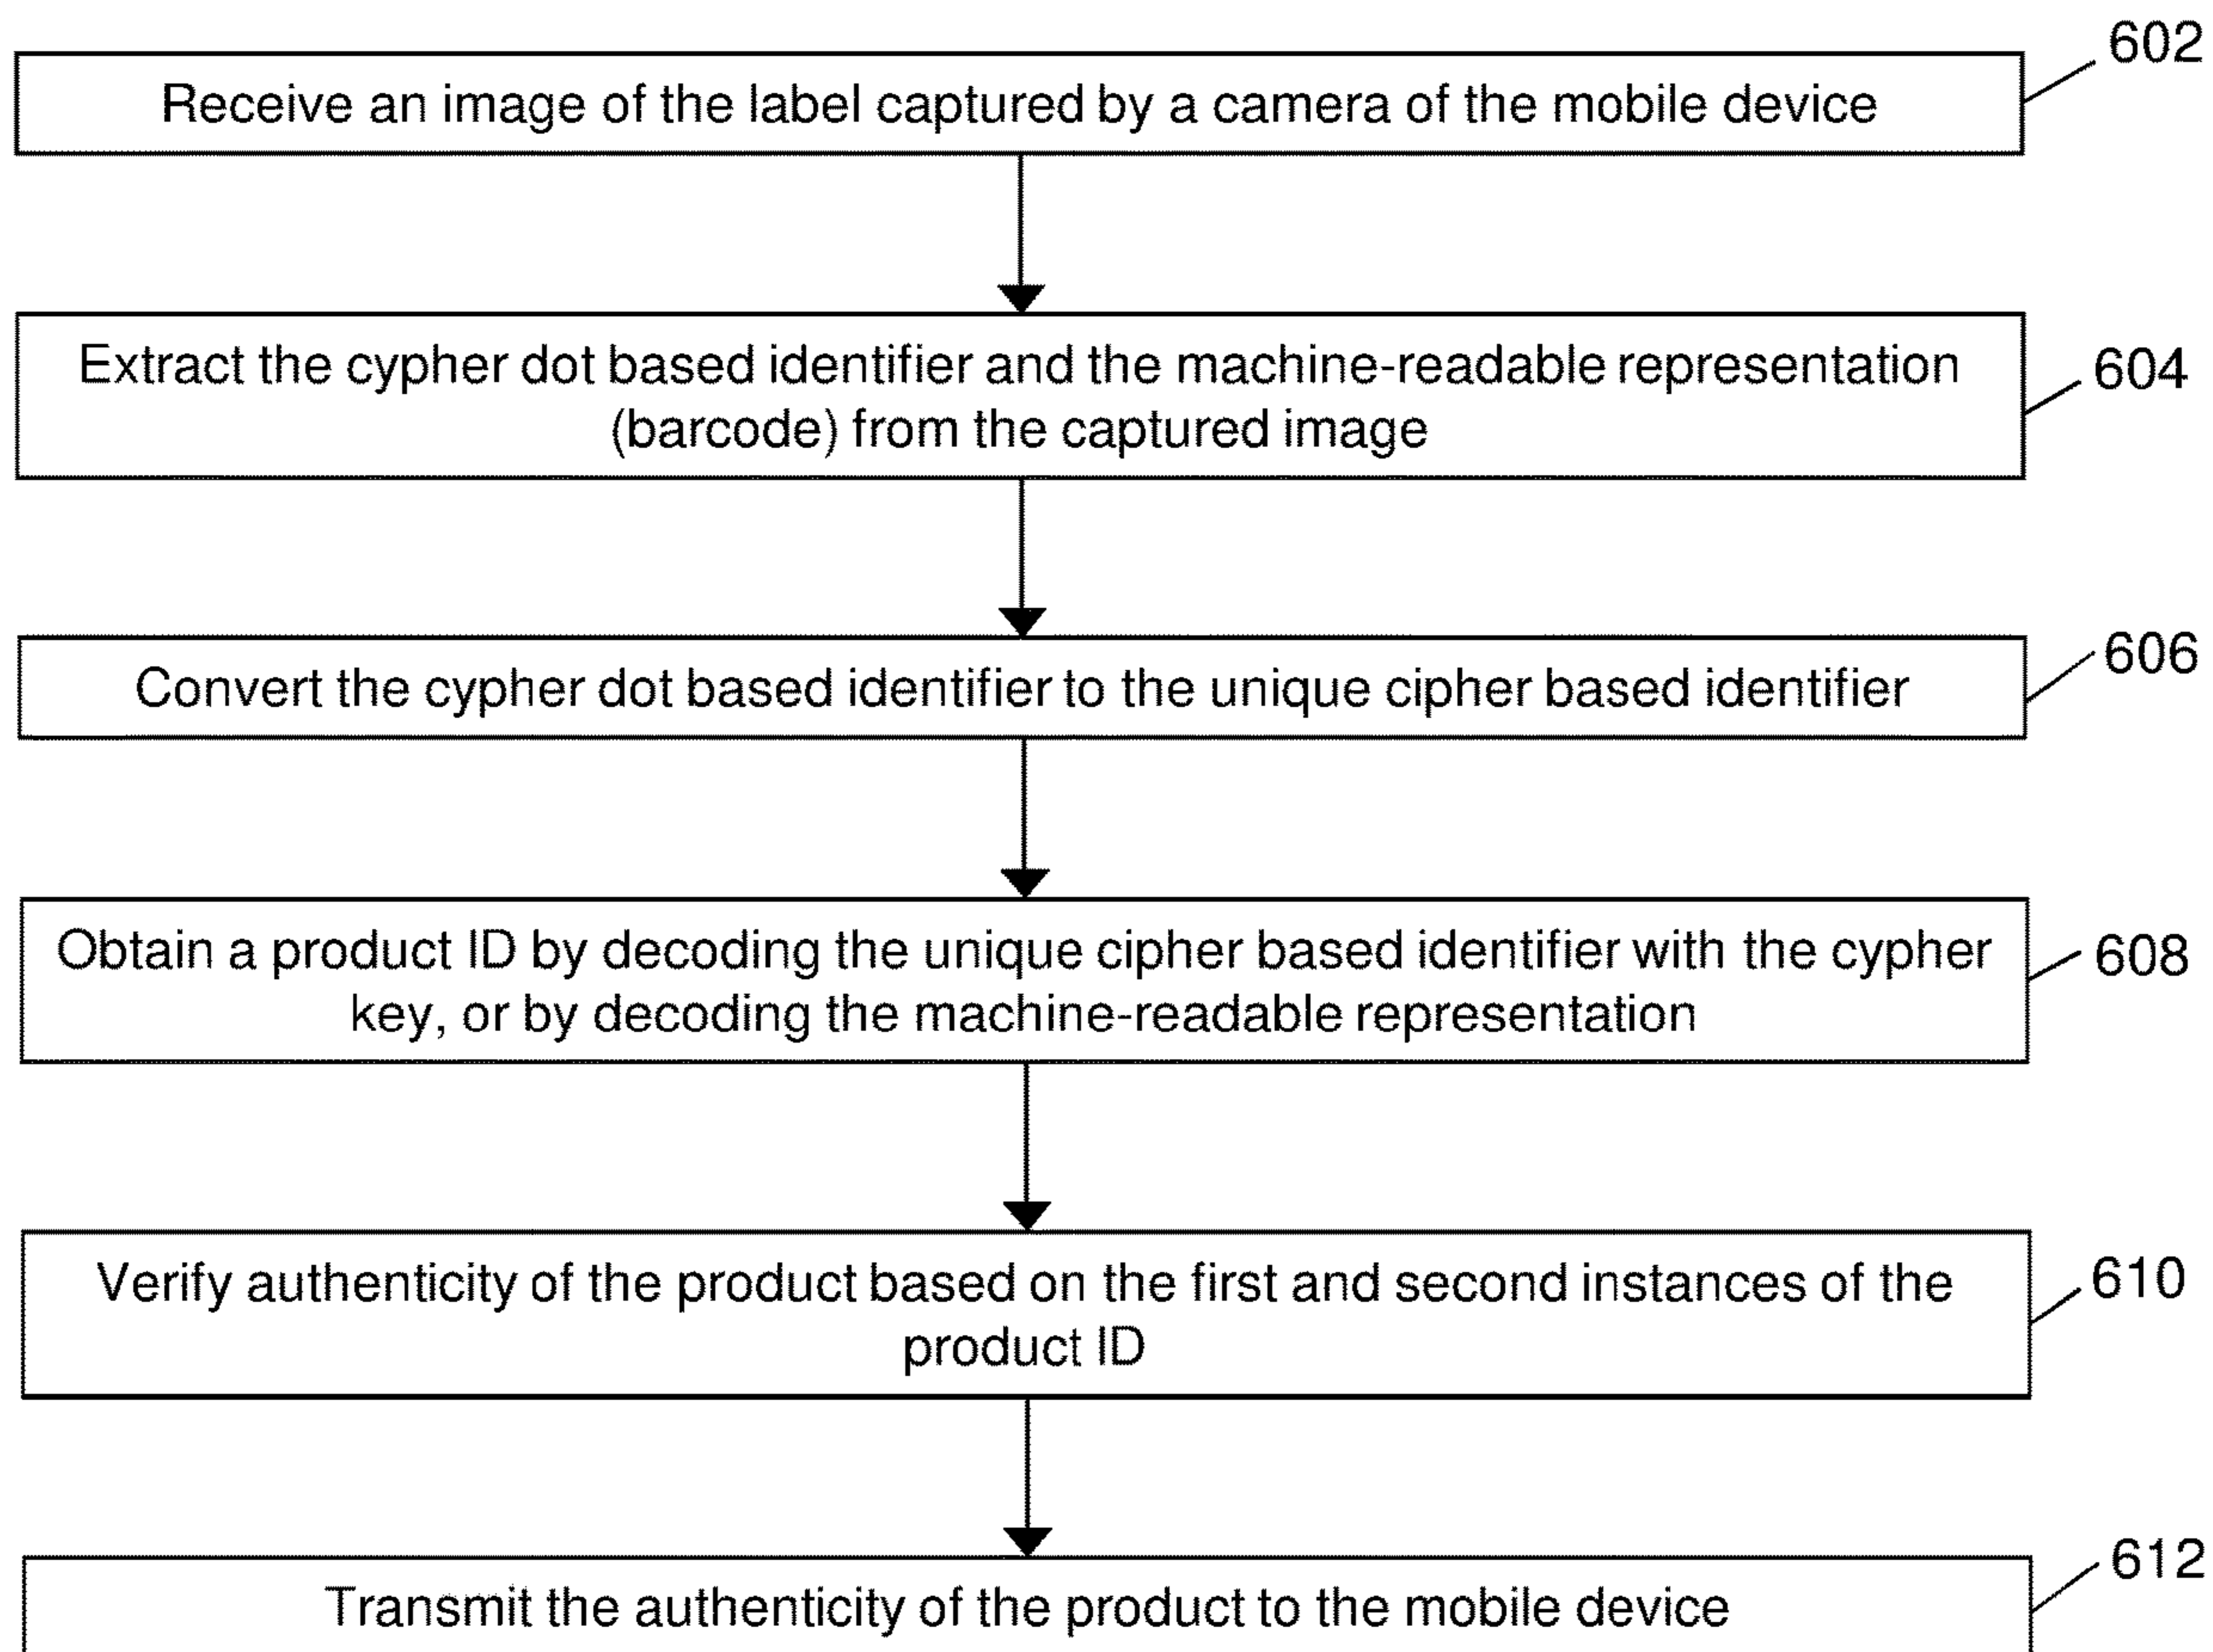 602
Receive an image of the label captured by a camera of the mobile device
Extract the cypher dot based identifier and the machine-readable representation
(barcode) from the captured image
604
Convert the cypher dot based identifier to the unique cipher based identifier
606
Obtain a product ID by decoding the unique cipher based identifier with the cypher
key, or by decoding the machine-readable representation
608
Verify authenticity of the product based on the first and second instances of the
product ID
610
Transmit the authenticity of the product to the mobile device
612